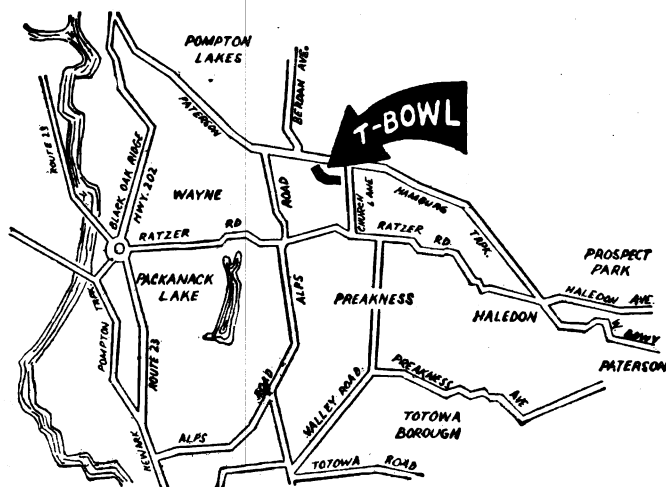 POMPTON
LAKES
BERDAN AVE.
PATERSON
T-BOWL
ROUTE 23
BLACK OAK RIDGE
HWY. 202
WAYNE
ROAD
CHURCH
LANE
HAMBURG
TPK.
RATZER RD
RATZER RD.
PROSPECT
PARK
PACKANACK
LAKE
ALPS
PREAKNESS
HALEDON
HALEDON AVE.
PATERSON
POMPTON
ROUTE 23
ROAD
VALLEY ROAD
PREAKNESS AVE
TOTOWA
BOROUGH
NEWARK
ALPS
TOTOWA ROAD